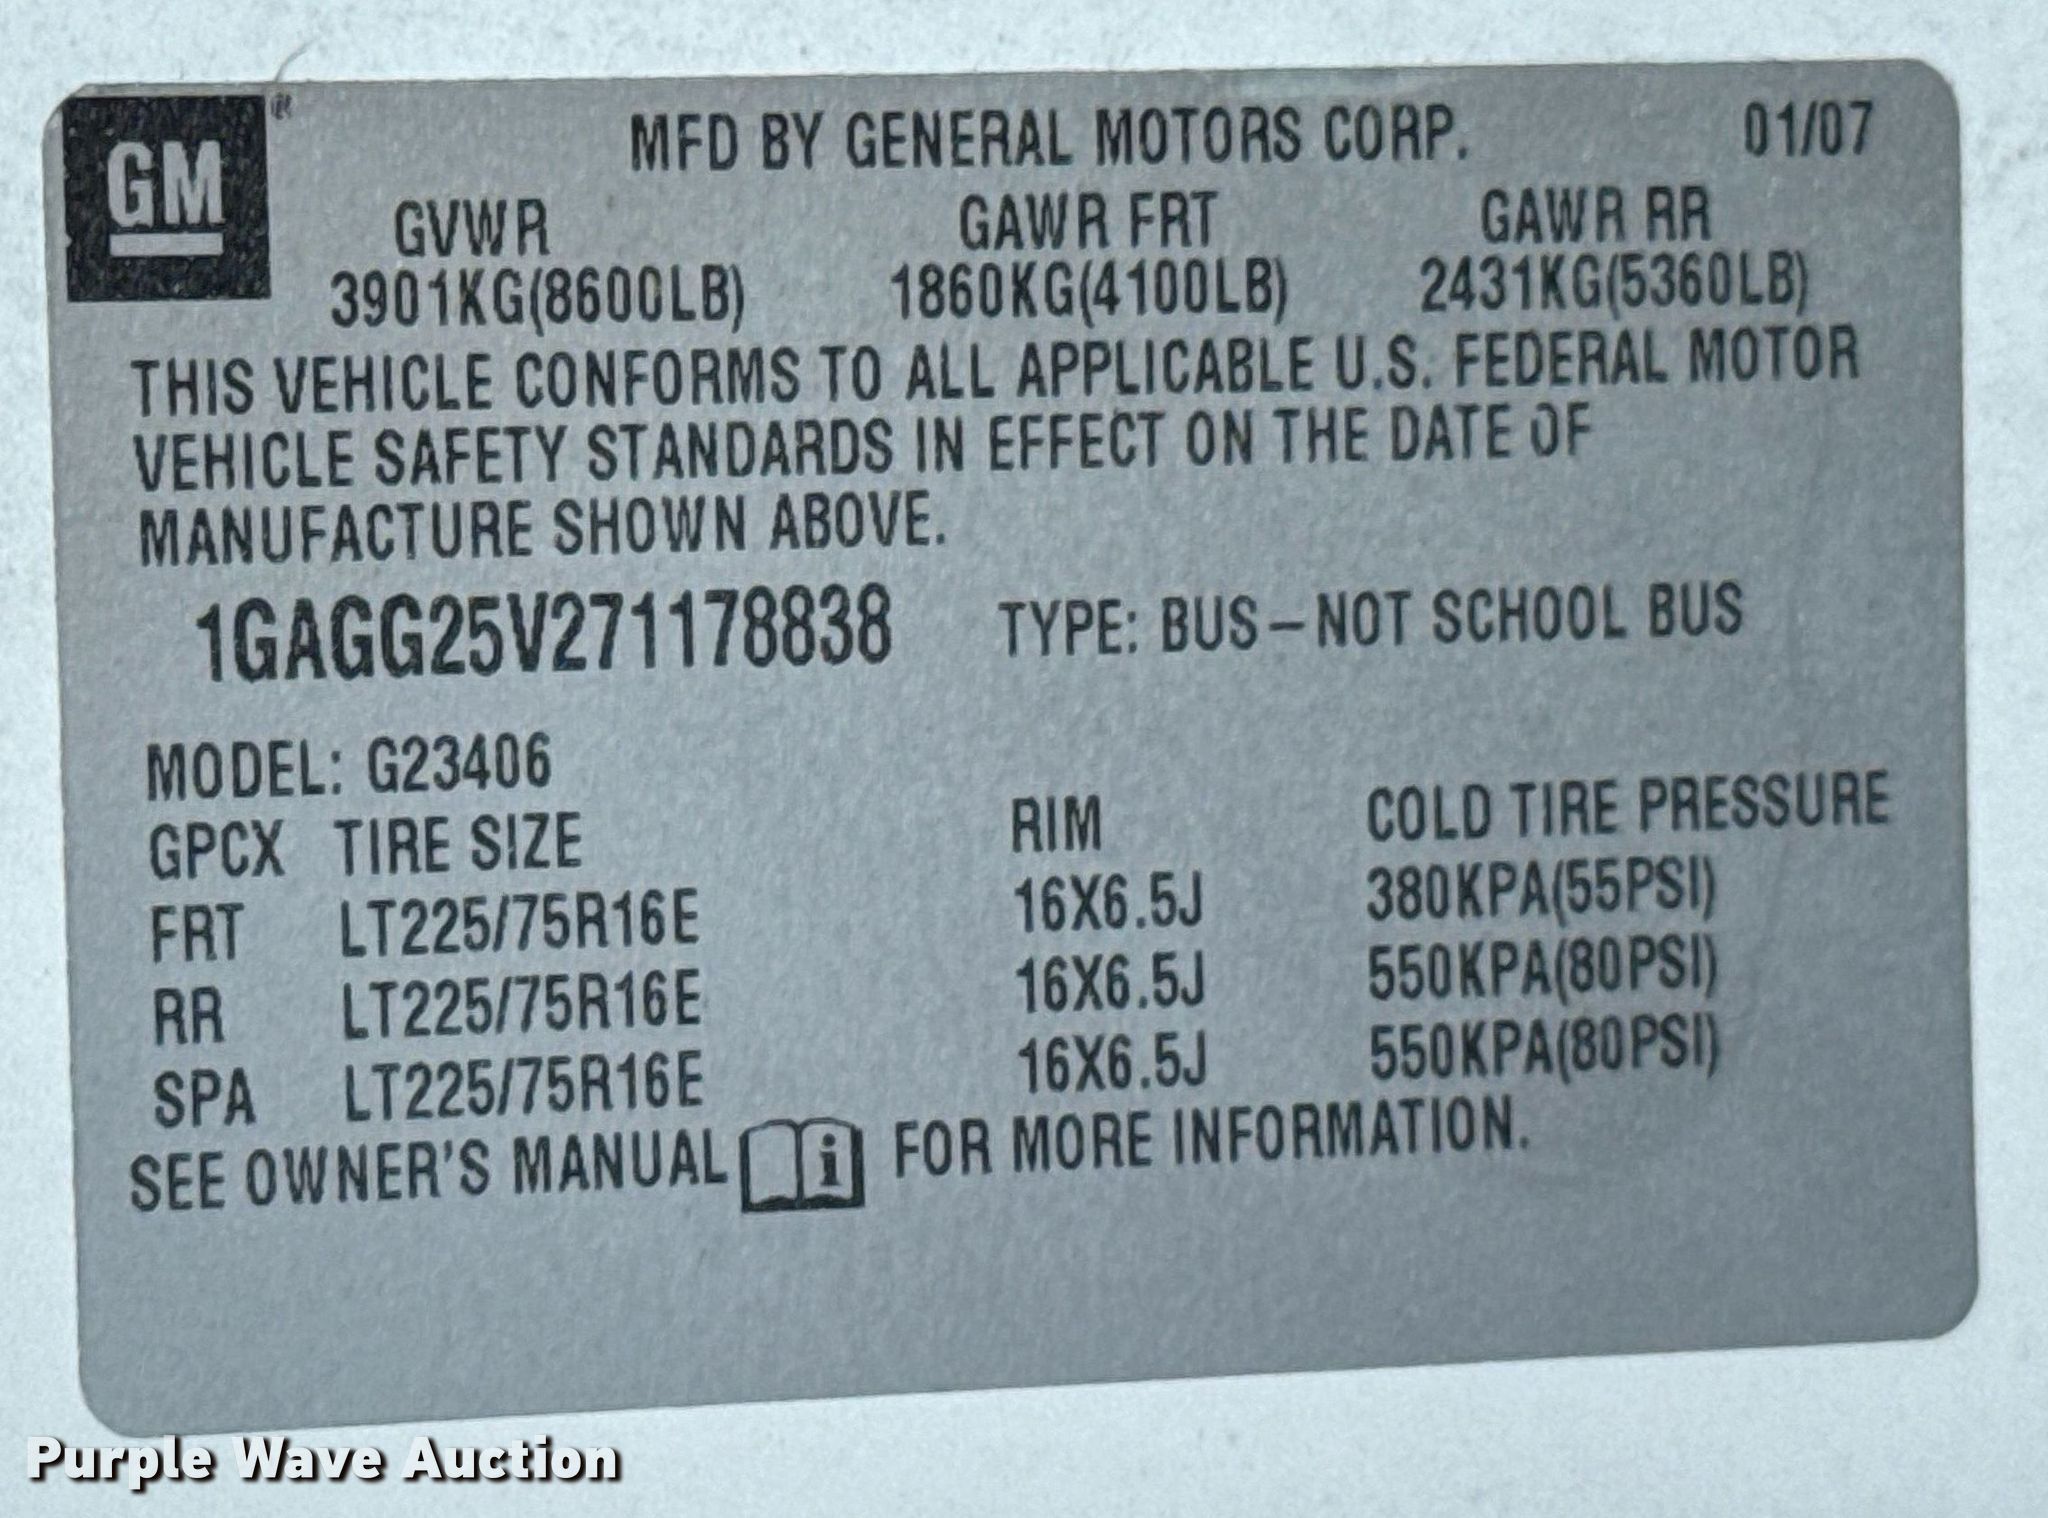 GM ®
MFD BY GENERAL MOTORS CORP. 01/07
GVWR GAWR FRT GAWR RR
3901KG(8600LB) 1860KG(4100LB) 2431KG(5360LB)
THIS VEHICLE CONFORMS TO ALL APPLICABLE U.S. FEDERAL MOTOR
VEHICLE SAFETY STANDARDS IN EFFECT ON THE DATE OF
MANUFACTURE SHOWN ABOVE.
1GAGG25V271178838 TYPE: BUS–NOT SCHOOL BUS
MODEL: G23406
GPCX TIRE SIZE RIM COLD TIRE PRESSURE
FRT LT225/75R16E 16X6.5J 380KPA(55PSI)
RR LT225/75R16E 16X6.5J 550KPA(80PSI)
SPA LT225/75R16E 16X6.5J 550KPA(80PSI)
SEE OWNER'S MANUAL i FOR MORE INFORMATION.
Purple Wave Auction